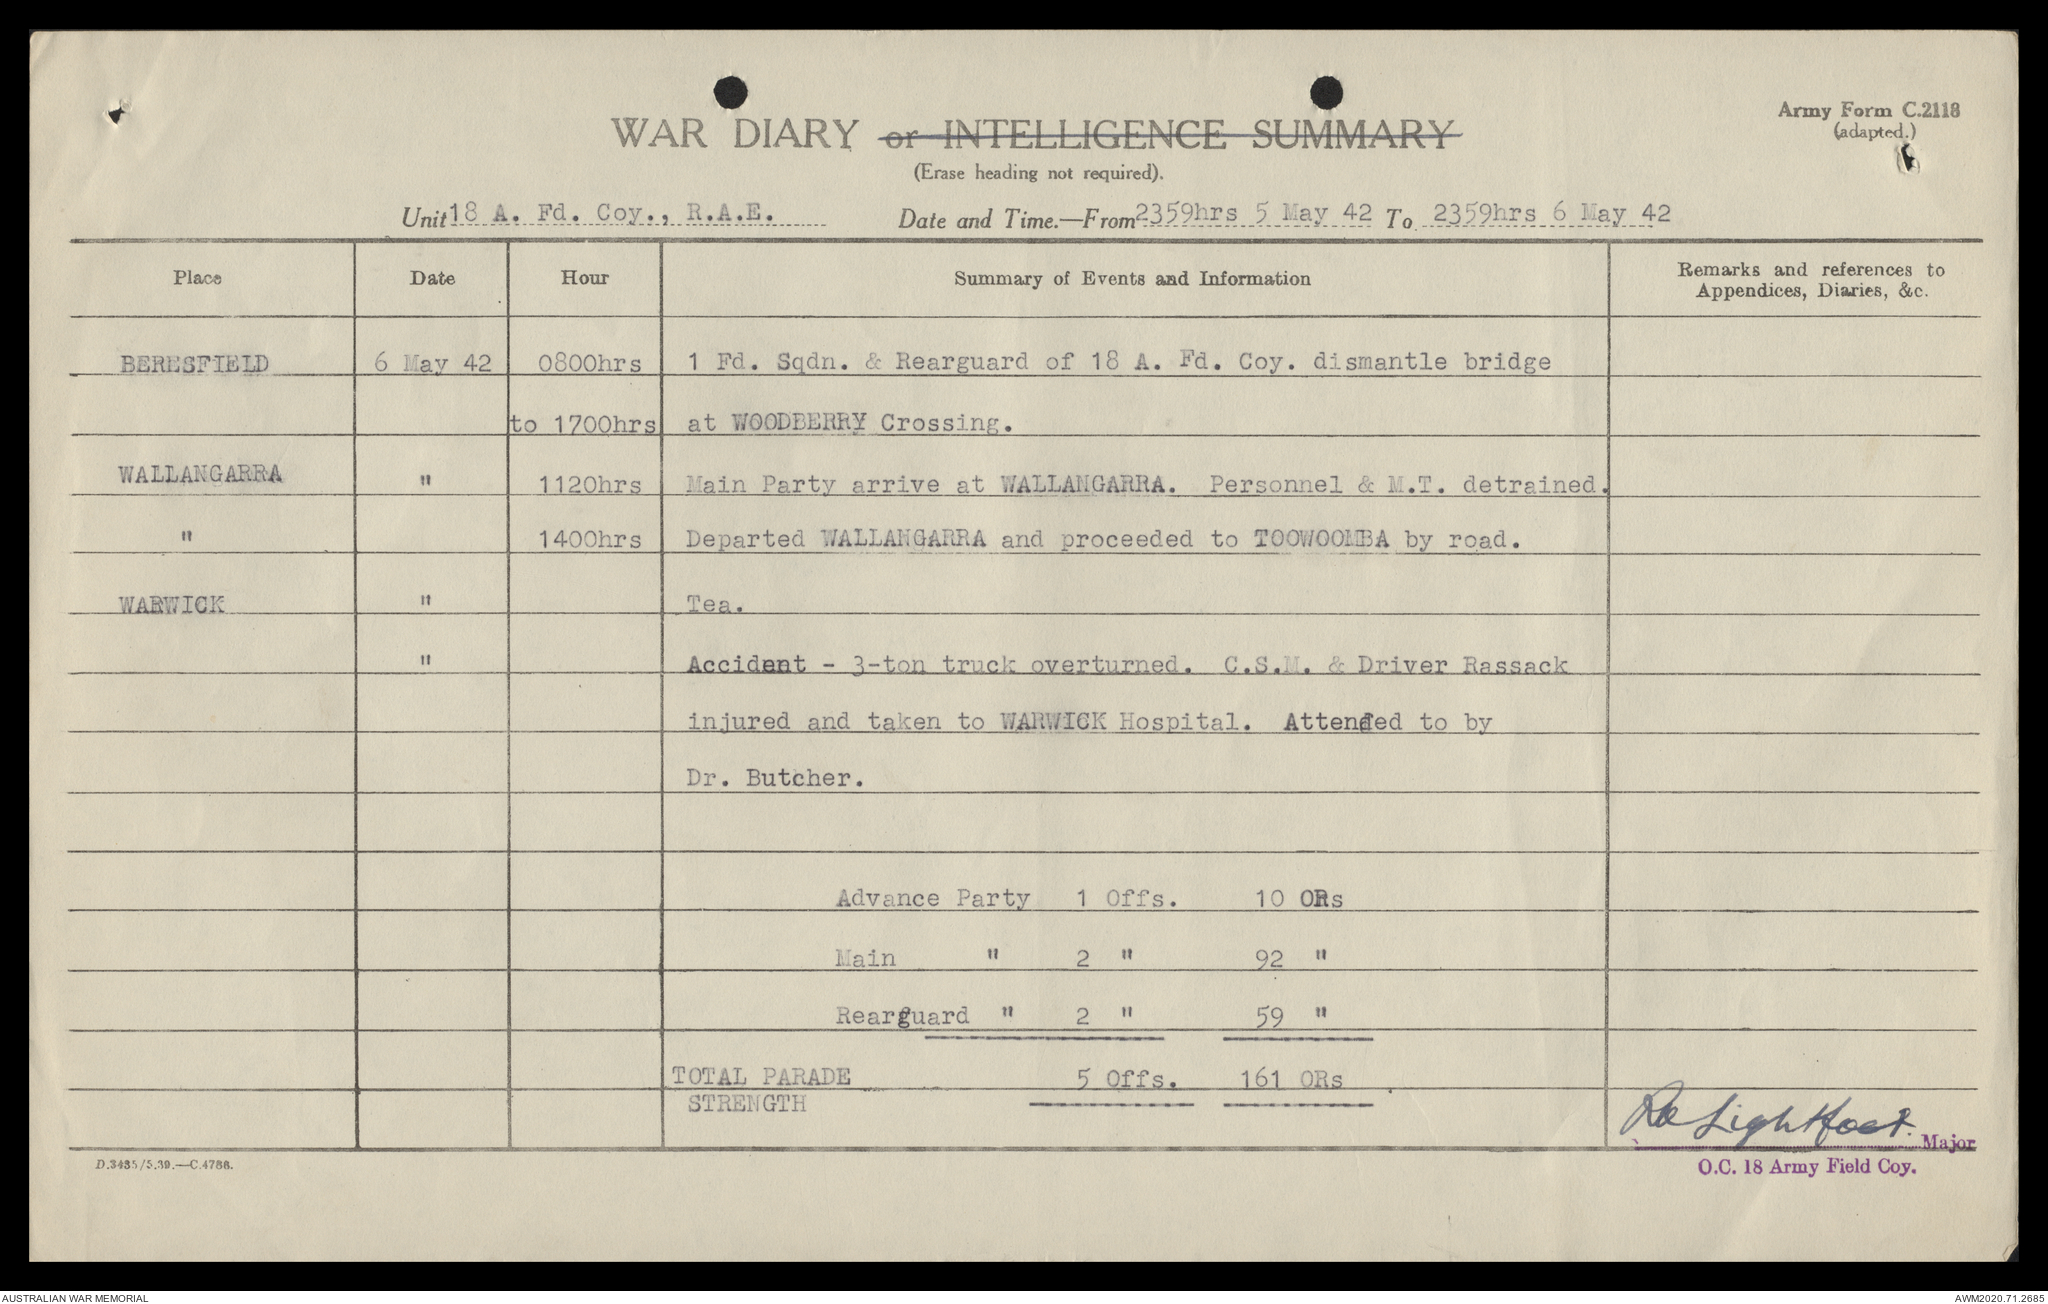 Army Form C.2118
(adapted.)
WAR DIARY or INTELLIGENCE SUMMARY
(Erase heading not required).
Unit 18 A. Fd. Coy., R.A.E. Date and Time.—From 2359hrs 5 May 42 To 2359hrs 6 May 42
Place Date Hour Summary of Events and Information Remarks and references to
Appendices, Diaries, &c.
BERESFIELD 6 May 42 0800hrs 1 Fd. Sqdn. & Rearguard of 18 A. Fd. Coy. dismantle bridge
to 1700hrs at WOODBERRY Crossing.
WALLANGARRA " 1120hrs Main Party arrive at WALLANGARRA. Personnel & M.T. detrained.
" 1400hrs Departed WALLANGARRA and proceeded to TOOWOOMBA by road.
WARWICK " Tea.
" Accident - 3-ton truck overturned. C.S.M. & Driver Rassack
injured and taken to WARWICK Hospital. Attended to by
Dr. Butcher.
Advance Party 1 Offs. 10 ORs
Main " 2 " 92 "
Rearguard " 2 " 59 "
TOTAL PARADE 5 Offs. 161 ORs
STRENGTH
Lightfoot. Major
O.C. 18 Army Field Coy.
D.3435/5.39.—C.4786.
AUSTRALIAN WAR MEMORIAL AWM2020.71.2685